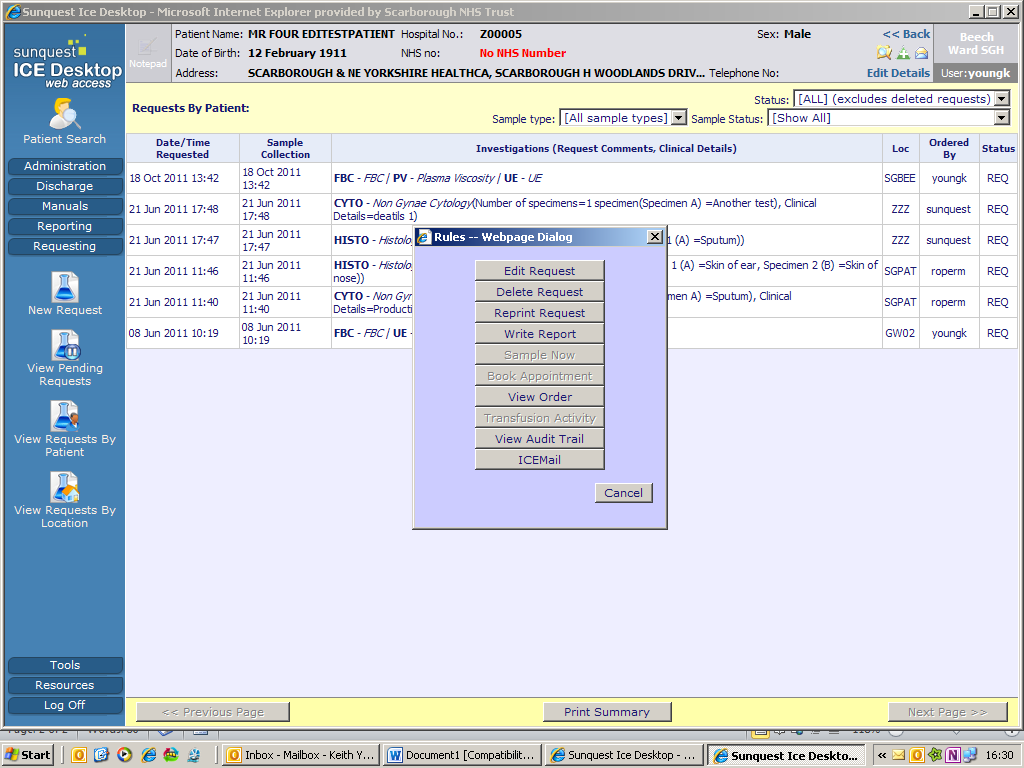 Sunquest Ice Desktop - Microsoft Internet Explorer provided by Scarborough NHS Trust
sunquest
ICE Desktop
web access
Notepad
Patient Name: MR FOUR EDITESTPATIENT Hospital No.: Z00005 Sex: Male << Back
Date of Birth: 12 February 1911 NHS no: No NHS Number
Address: SCARBOROUGH & NE YORKSHIRE HEALTHCA, SCARBOROUGH H WOODLANDS DRIV... Telephone No: Edit Details
Beech
Ward SGH
User:youngk
Patient Search
Administration
Discharge
Manuals
Reporting
Requesting
New Request
View Pending
Requests
View Requests By
Patient
View Requests By
Location
Tools
Resources
Log Off
Requests By Patient:
Status: [ALL] (excludes deleted requests)
Sample type: [All sample types] Sample Status: [Show All]
Date/Time
Requested
Sample
Collection
Investigations (Request Comments, Clinical Details)
Loc
Ordered
By
Status
18 Oct 2011 13:42
18 Oct 2011
13:42
FBC - FBC | PV - Plasma Viscosity | UE - UE
SGBEE youngk REQ
21 Jun 2011 17:48
21 Jun 2011
17:48
CYTO - Non Gynae Cytology(Number of specimens=1 specimen(Specimen A) =Another test), Clinical
Details=deatils 1)
ZZZ sunquest REQ
21 Jun 2011 17:47
21 Jun 2011
17:47
HISTO - Histolo 1 (A) =Sputum))
ZZZ sunquest REQ
21 Jun 2011 11:46
21 Jun 2011
11:46
HISTO - Histolo 1 (A) =Skin of ear, Specimen 2 (B) =Skin of
nose))
SGPAT roperm REQ
21 Jun 2011 11:40
21 Jun 2011
11:40
CYTO - Non Gyr men A) =Sputum), Clinical
Details=Producti
SGPAT roperm REQ
08 Jun 2011 10:19
08 Jun 2011
10:19
FBC - FBC | UE -
GW02 youngk REQ
Rules -- Webpage Dialog
Edit Request
Delete Request
Reprint Request
Write Report
Sample Now
Book Appointment
View Order
Transfusion Activity
View Audit Trail
ICEMail
Cancel
<< Previous Page
Print Summary
Next Page >>
Start
Inbox - Mailbox - Keith Y...
Document1 [Compatibilit...
Sunquest Ice Desktop - ...
Sunquest Ice Deskto...
« 16:30